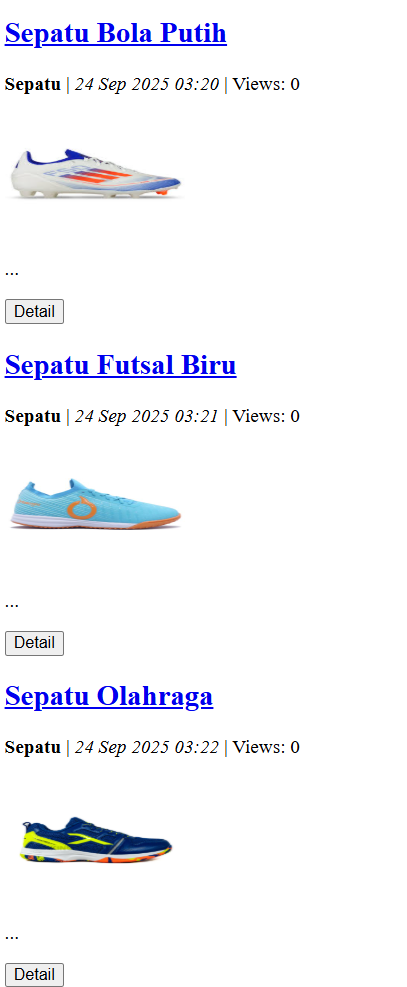 Sepatu Bola Putih
Sepatu | 24 Sep 2025 03:20 | Views: 0
...
Detail
Sepatu Futsal Biru
Sepatu | 24 Sep 2025 03:21 | Views: 0
...
Detail
Sepatu Olahraga
Sepatu | 24 Sep 2025 03:22 | Views: 0
...
Detail